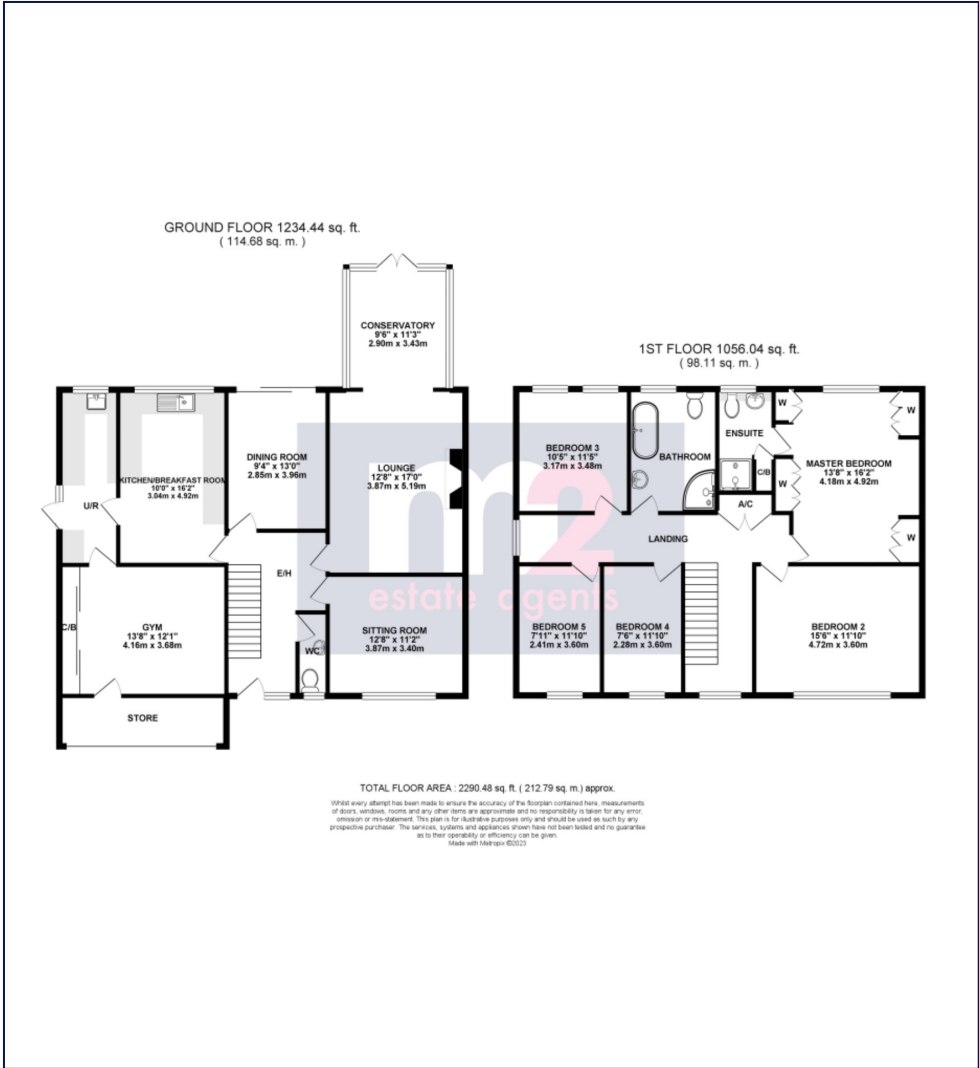 GROUND FLOOR 1234.44 sq. ft.
( 114.68 sq. m. )
CONSERVATORY
9'6" x 11'3"
2.90m x 3.43m
DINING ROOM
9'4" x 13'0"
2.85m x 3.96m
LOUNGE
12'8" x 17'0"
3.87m x 5.19m
KITCHEN/BREAKFAST ROOM
10'0" x 16'2"
3.04m x 4.92m
U/R
E/H
C/B
GYM
13'8" x 12'1"
4.16m x 3.68m
WC
SITTING ROOM
12'8" x 11'2"
3.87m x 3.40m
STORE
1ST FLOOR 1056.04 sq. ft.
( 98.11 sq. m. )
BEDROOM 3
10'5" x 11'5"
3.17m x 3.48m
BATHROOM
ENSUITE
C/B
W
W
W
W
MASTER BEDROOM
13'8" x 16'2"
4.18m x 4.92m
A/C
LANDING
BEDROOM 5
7'11" x 11'10"
2.41m x 3.60m
BEDROOM 4
7'6" x 11'10"
2.28m x 3.60m
BEDROOM 2
15'6" x 11'10"
4.72m x 3.60m
m2
estate agents
TOTAL FLOOR AREA : 2290.48 sq. ft. ( 212.79 sq. m.) approx.
Whilst every attempt has been made to ensure the accuracy of the floorplan contained here, measurements
of doors, windows, rooms and any other items are approximate and no responsibility is taken for any error,
omission or mis-statement. This plan is for illustrative purposes only and should be used as such by any
prospective purchaser. The services, systems and appliances shown have not been tested and no guarantee
as to their operability or efficiency can be given.
Made with Metropix ©2023